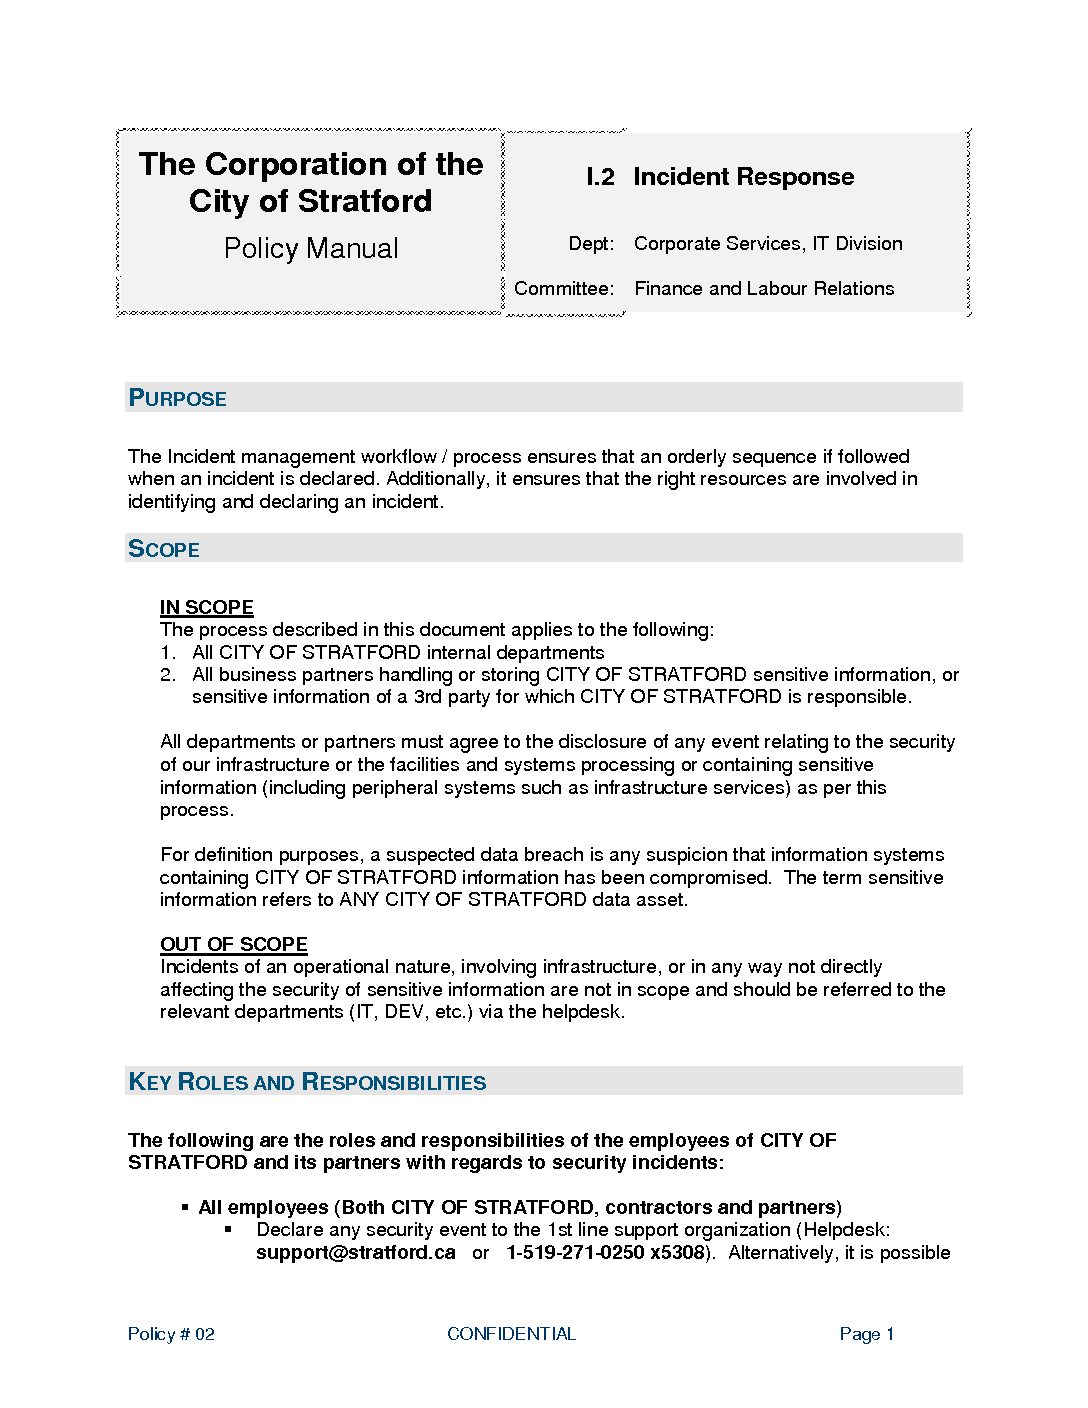 The Corporation of the
City of Stratford
Policy Manual
I.2 Incident Response
Dept: Corporate Services, IT Division
Committee: Finance and Labour Relations
PURPOSE
The Incident management workflow / process ensures that an orderly sequence if followed
when an incident is declared. Additionally, it ensures that the right resources are involved in
identifying and declaring an incident.
SCOPE
IN SCOPE
The process described in this document applies to the following:
1. All CITY OF STRATFORD internal departments
2. All business partners handling or storing CITY OF STRATFORD sensitive information, or
sensitive information of a 3rd party for which CITY OF STRATFORD is responsible.
All departments or partners must agree to the disclosure of any event relating to the security
of our infrastructure or the facilities and systems processing or containing sensitive
information (including peripheral systems such as infrastructure services) as per this
process.
For definition purposes, a suspected data breach is any suspicion that information systems
containing CITY OF STRATFORD information has been compromised. The term sensitive
information refers to ANY CITY OF STRATFORD data asset.
OUT OF SCOPE
Incidents of an operational nature, involving infrastructure, or in any way not directly
affecting the security of sensitive information are not in scope and should be referred to the
relevant departments (IT, DEV, etc.) via the helpdesk.
KEY ROLES AND RESPONSIBILITIES
The following are the roles and responsibilities of the employees of CITY OF
STRATFORD and its partners with regards to security incidents:
▪ All employees (Both CITY OF STRATFORD, contractors and partners)
▪ Declare any security event to the 1st line support organization (Helpdesk:
support@stratford.ca or 1-519-271-0250 x5308). Alternatively, it is possible
Policy # 02 CONFIDENTIAL Page 1